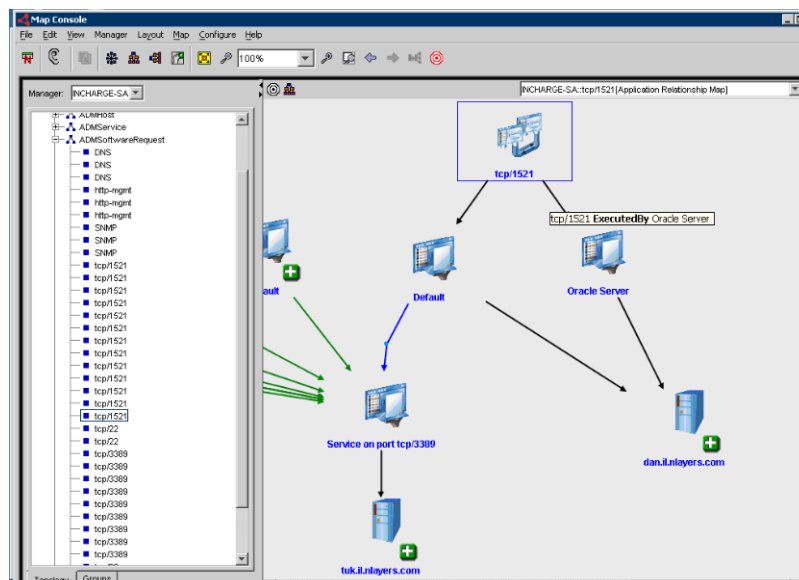 Map Console
File Edit View Manager Layout Map Configure Help
100%
Manager: INCHARGE-SA
INCHARGE-SA::tcp/1521[Application Relationship Map]
ADMHost
ADMService
ADMSoftwareRequest
DNS
DNS
DNS
http-mgmt
http-mgmt
http-mgmt
SNMP
SNMP
SNMP
tcp/1521
tcp/1521
tcp/1521
tcp/1521
tcp/1521
tcp/1521
tcp/1521
tcp/1521
tcp/1521
tcp/1521
tcp/1521
tcp/1521
tcp/1521
tcp/22
tcp/22
tcp/3389
tcp/3389
tcp/3389
tcp/3389
tcp/3389
tcp/3389
tcp/3389
tcp/3389
tcp/3389
Topology Groups
tcp/1521
tcp/1521 ExecutedBy Oracle Server
ault
Default
Oracle Server
Service on port tcp/3389
dan.il.nlayers.com
tuk.il.nlayers.com